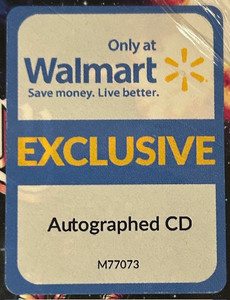 Only at
Walmart
Save money. Live better.
EXCLUSIVE
Autographed CD
M77073